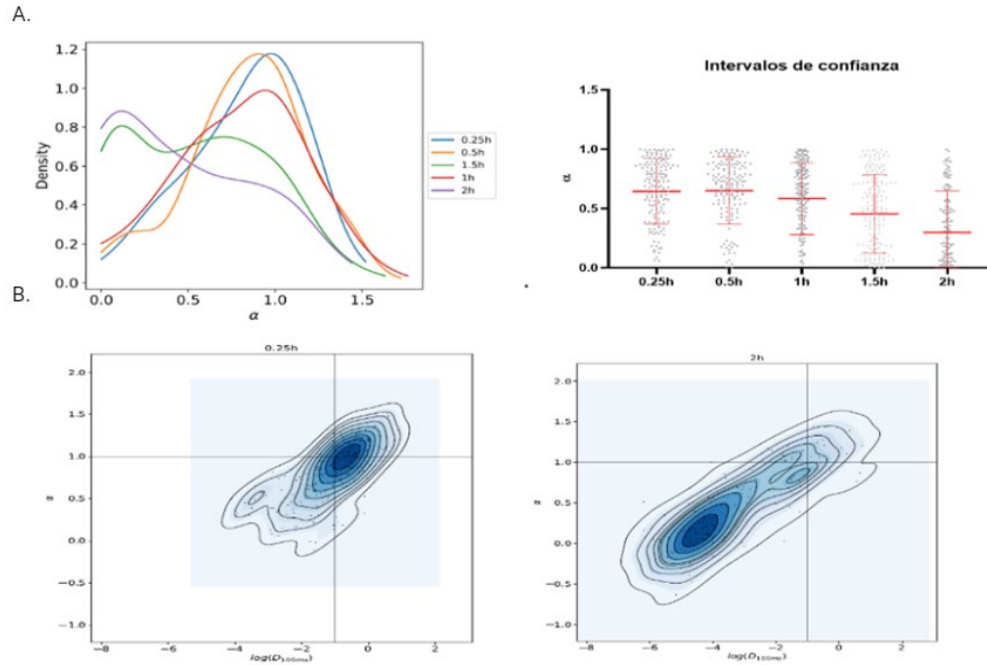 A.
1.2
1.0
0.8
0.6
0.4
0.2
0.0
Density
0.0 0.5 1.0 1.5
α
0.25h
0.5h
1.5h
1h
2h
Intervalos de confianza
1.5
1.0
0.5
0.0
α
0.25h 0.5h 1h 1.5h 2h
B.
0.25h
2.0
1.5
1.0
0.5
0.0
−0.5
−1.0
α
−8 −6 −4 −2 0 2
log(D100ms)
2h
2.0
1.5
1.0
0.5
0.0
−0.5
−1.0
α
−8 −6 −4 −2 0 2
log(D100ms)